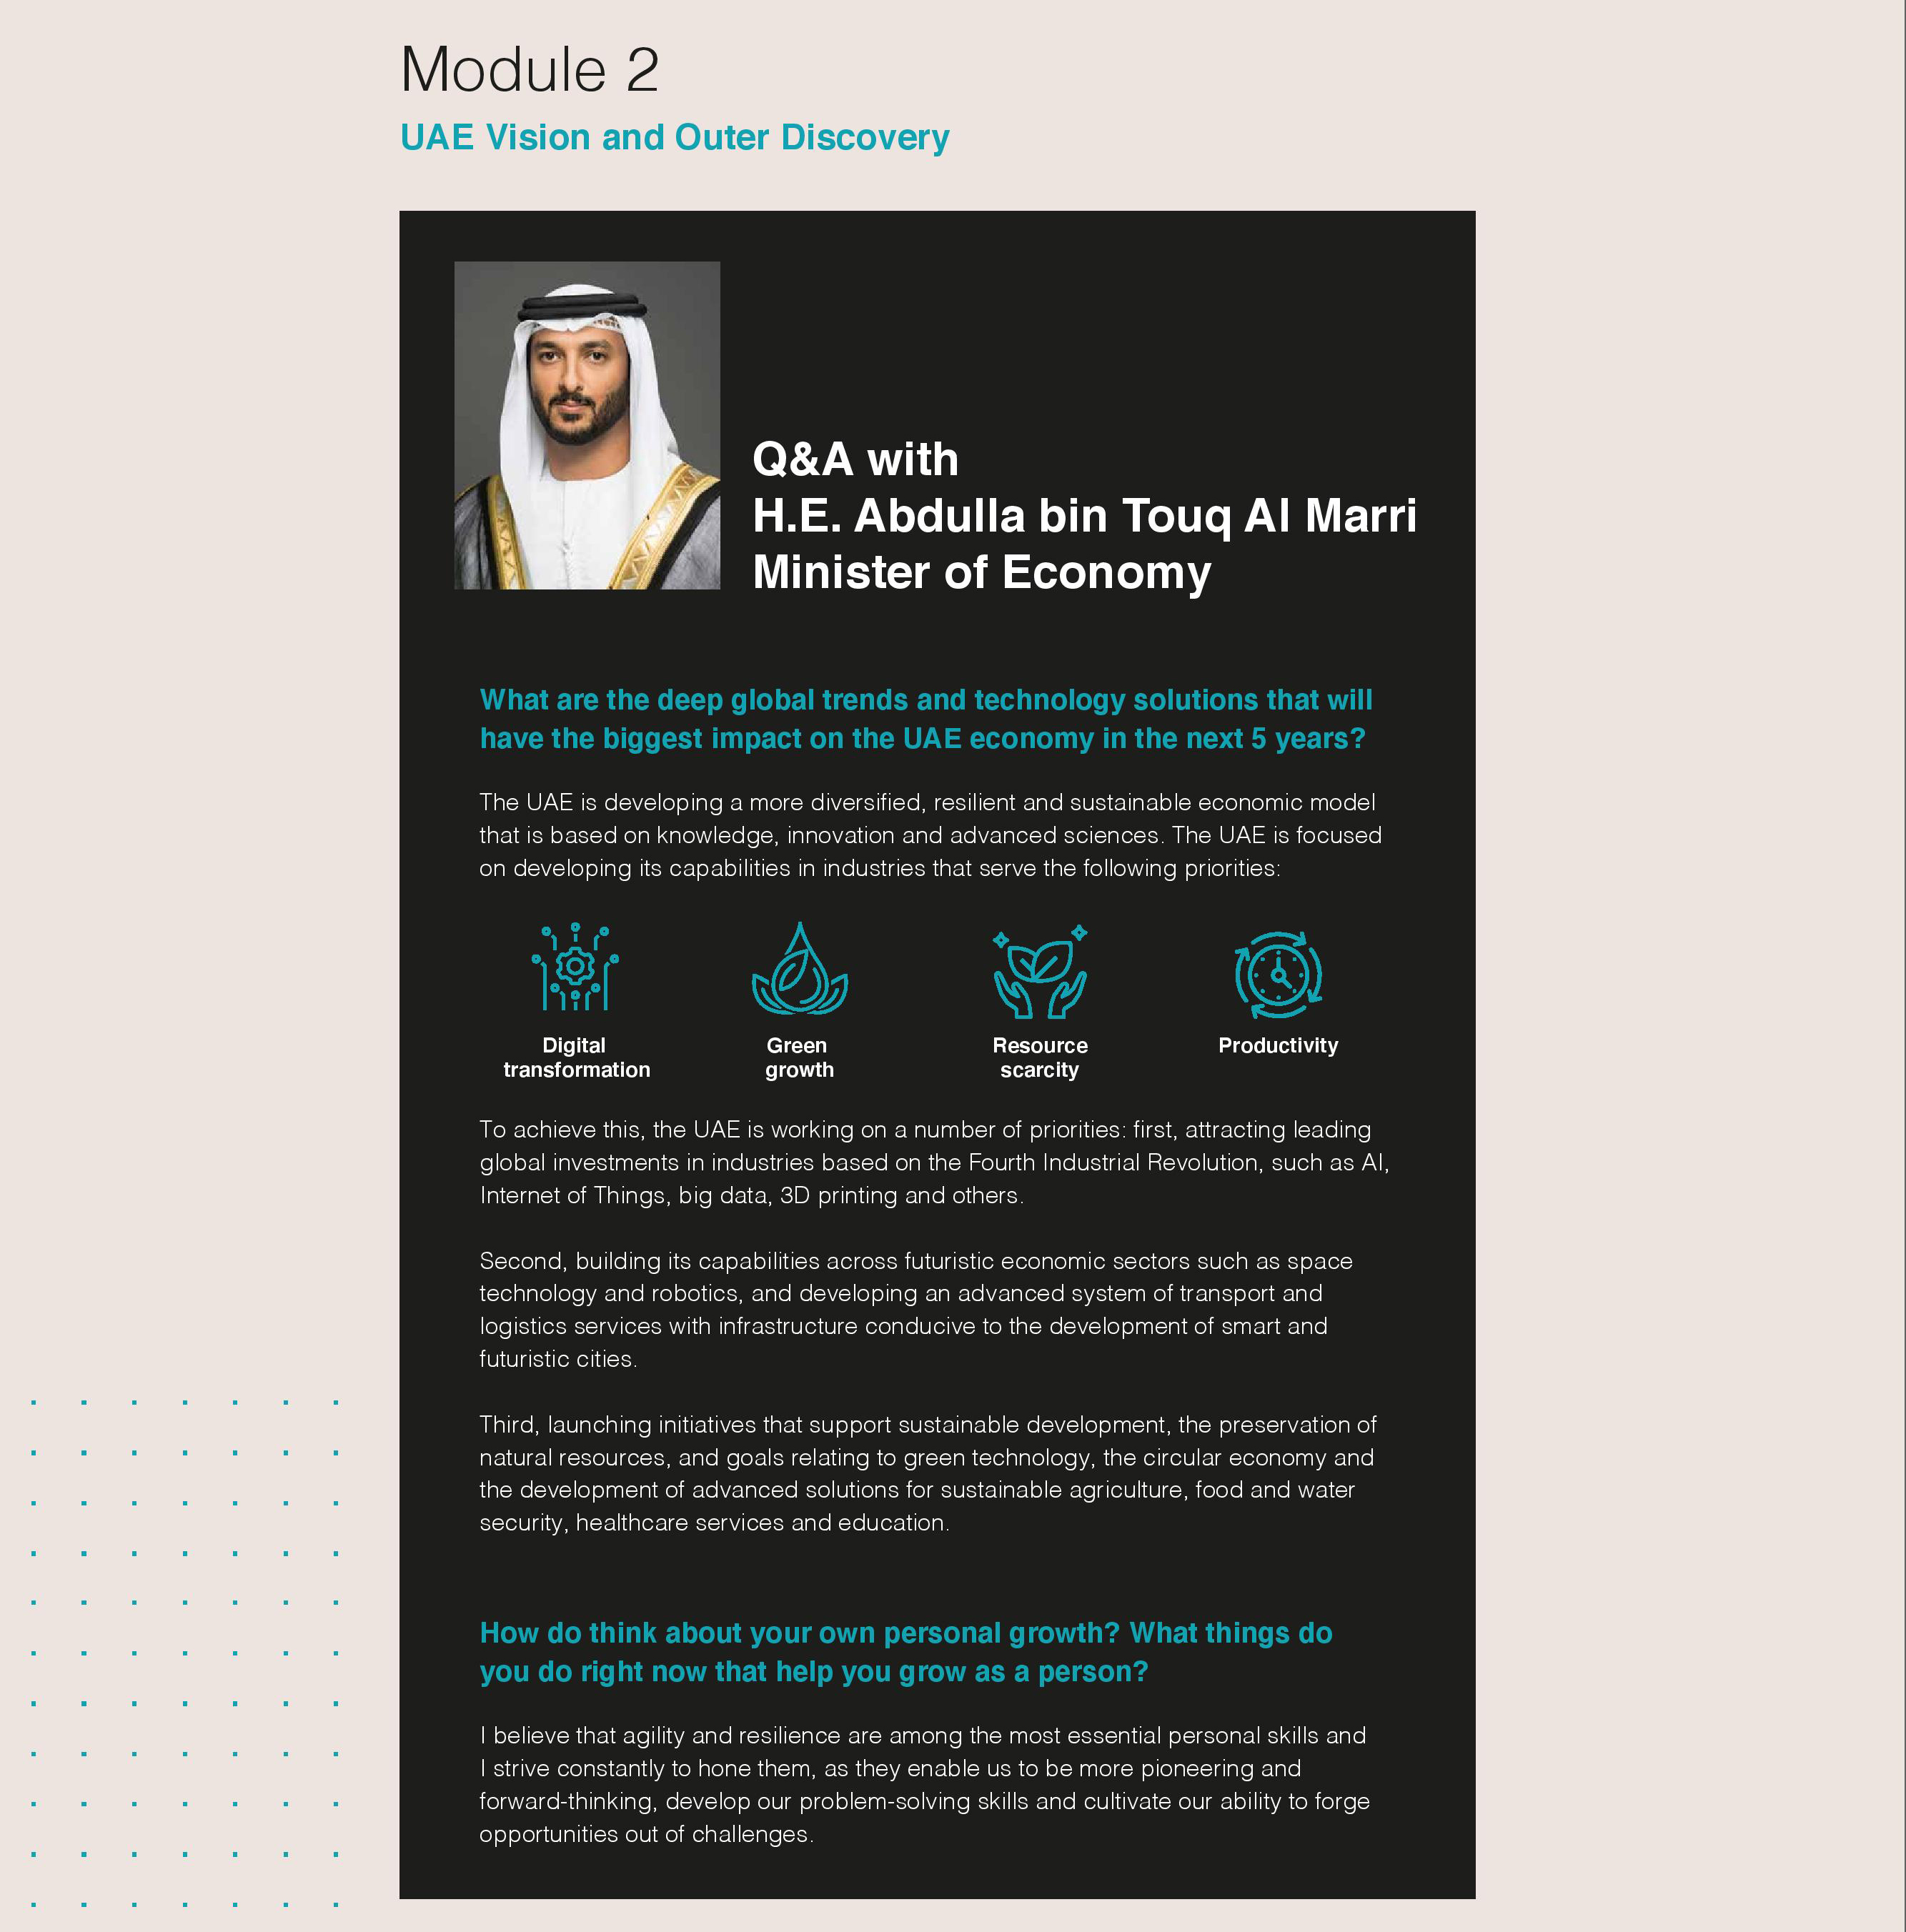 Module 2
UAE Vision and Outer Discovery
Q&A with
H.E. Abdulla bin Touq Al Marri
Minister of Economy
What are the deep global trends and technology solutions that will
have the biggest impact on the UAE economy in the next 5 years?
The UAE is developing a more diversified, resilient and sustainable economic model
that is based on knowledge, innovation and advanced sciences. The UAE is focused
on developing its capabilities in industries that serve the following priorities:
Digital
transformation
Green
growth
Resource
scarcity
Productivity
To achieve this, the UAE is working on a number of priorities: first, attracting leading
global investments in industries based on the Fourth Industrial Revolution, such as AI,
Internet of Things, big data, 3D printing and others.
Second, building its capabilities across futuristic economic sectors such as space
technology and robotics, and developing an advanced system of transport and
logistics services with infrastructure conducive to the development of smart and
futuristic cities.
Third, launching initiatives that support sustainable development, the preservation of
natural resources, and goals relating to green technology, the circular economy and
the development of advanced solutions for sustainable agriculture, food and water
security, healthcare services and education.
How do think about your own personal growth? What things do
you do right now that help you grow as a person?
I believe that agility and resilience are among the most essential personal skills and
I strive constantly to hone them, as they enable us to be more pioneering and
forward-thinking, develop our problem-solving skills and cultivate our ability to forge
opportunities out of challenges.